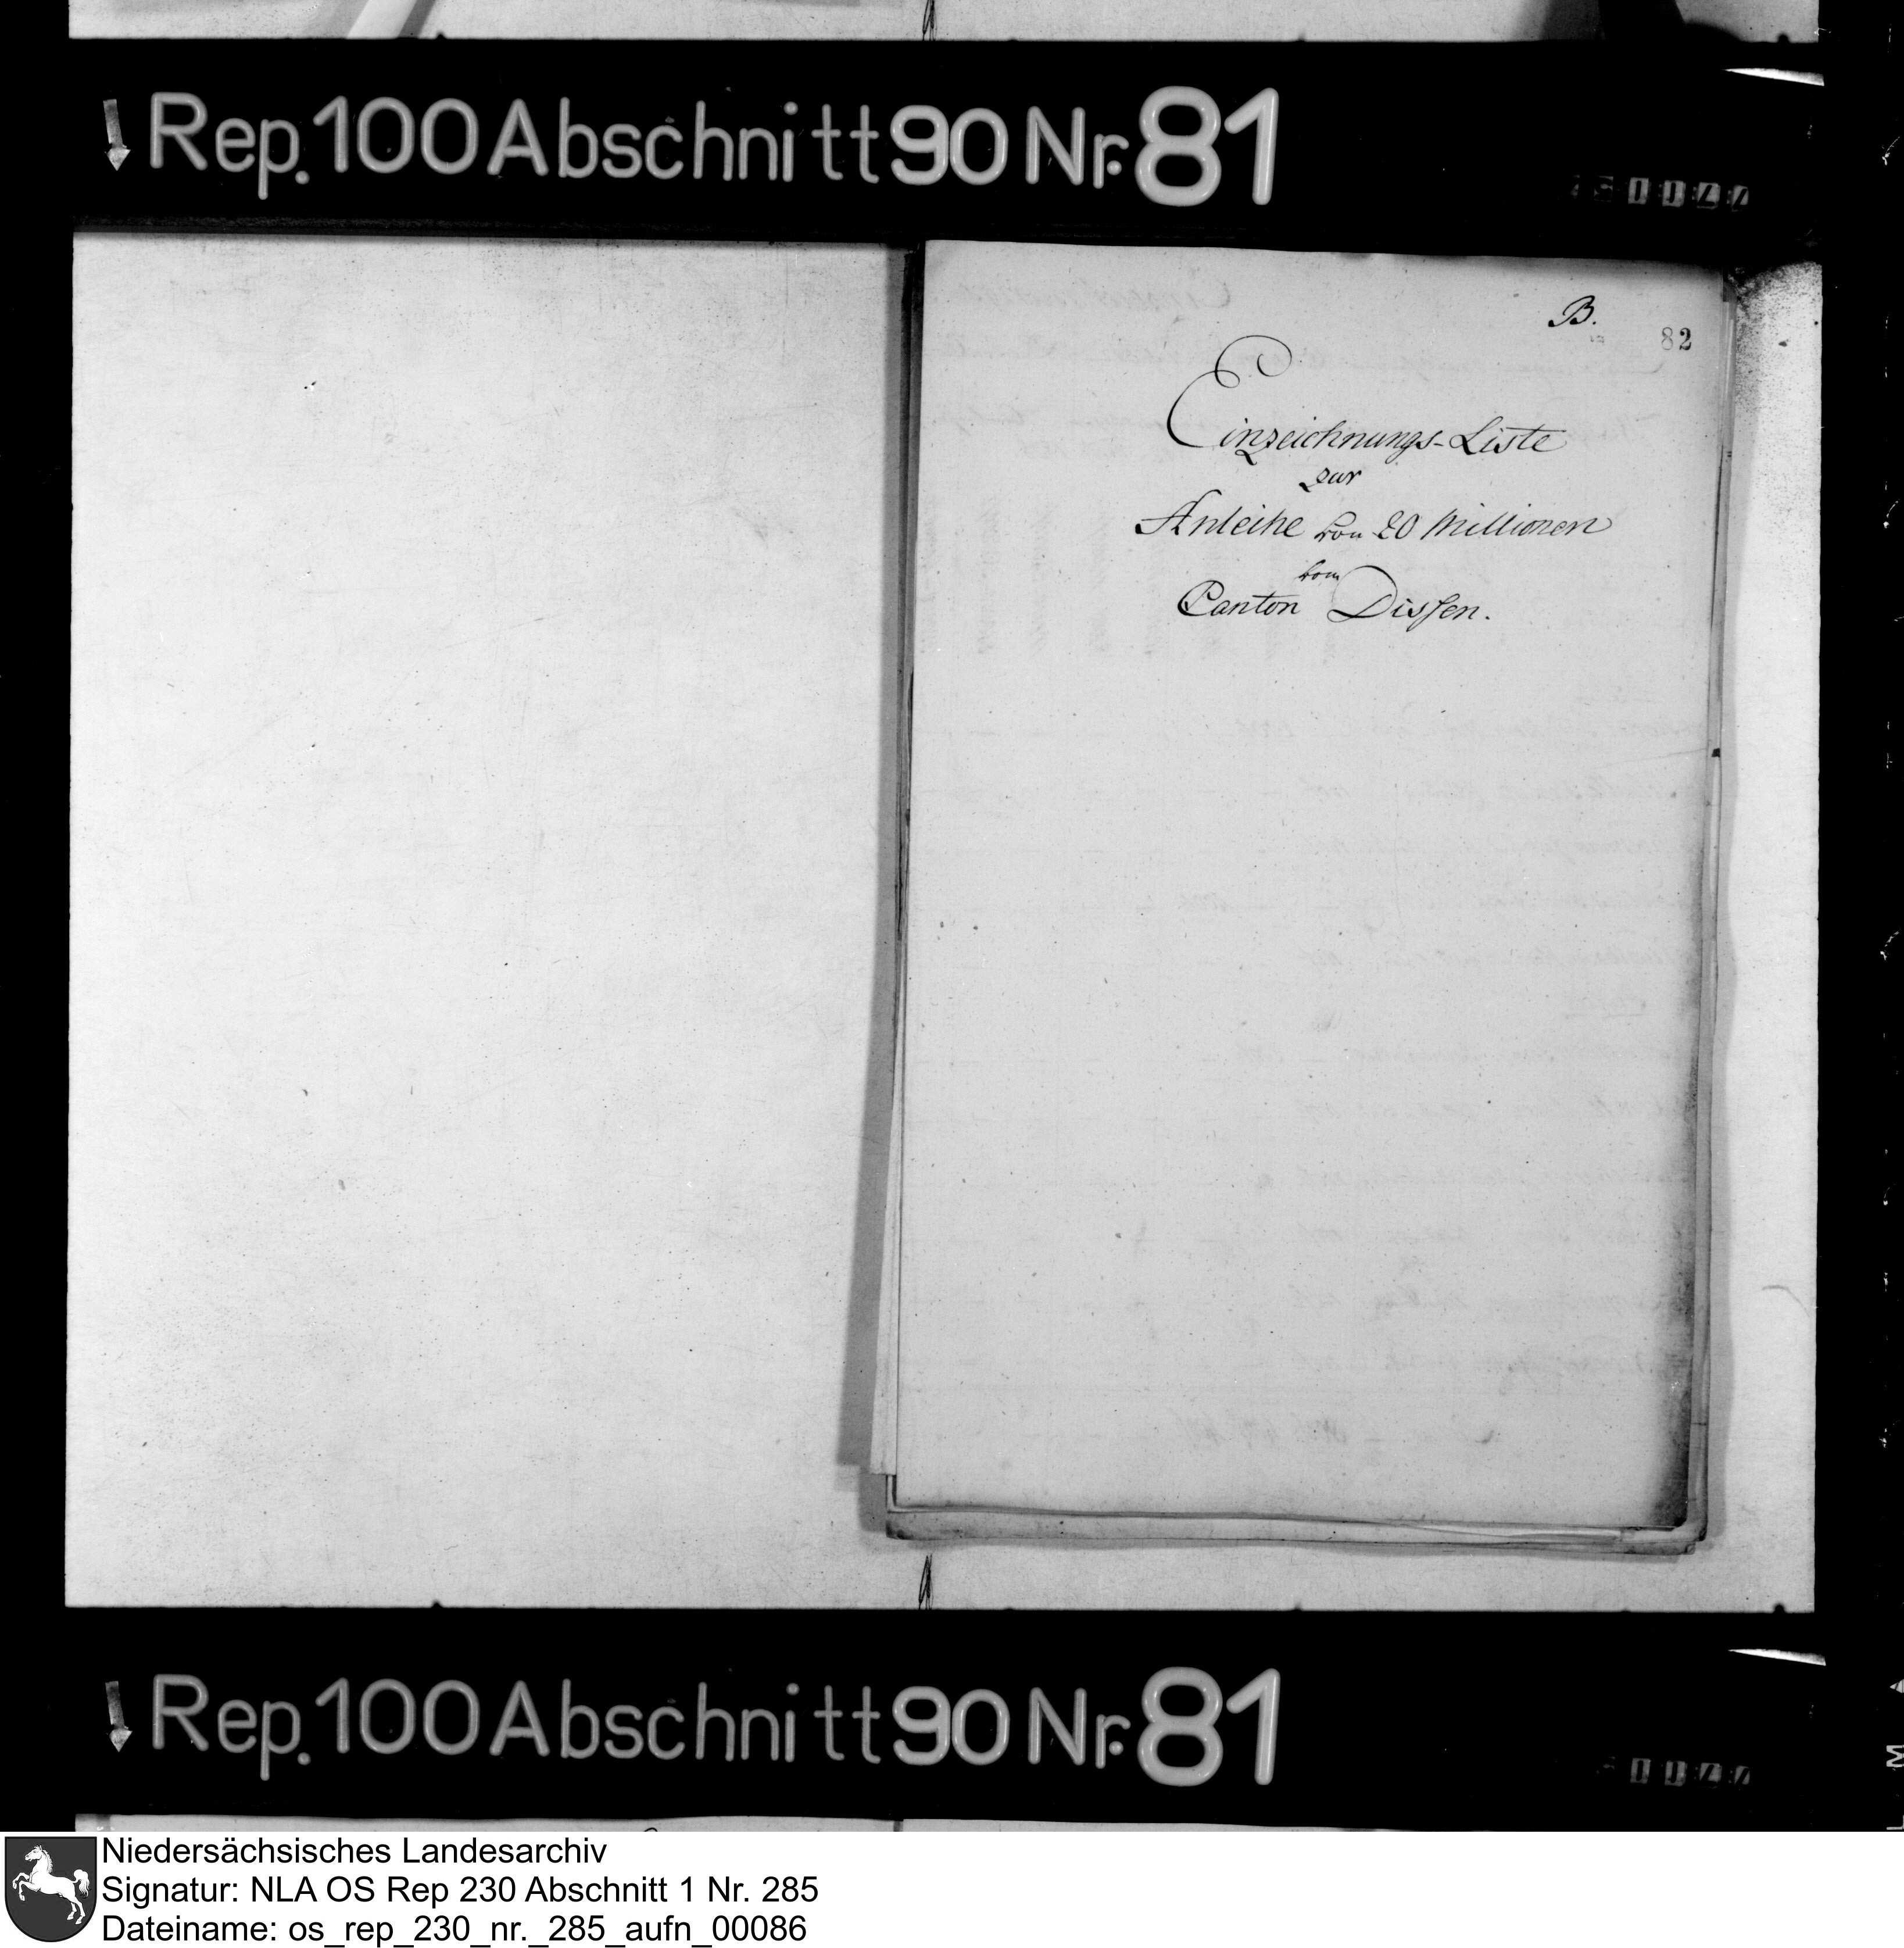 Rep. 100 Abschnitt 90 Nr. 81
B.
82
Einzeichnungs-Liste
zur
Anleihe von 20 Millionen
vom
Canton Dissen.
Rep. 100 Abschnitt 90 Nr. 81
Niedersächsisches Landesarchiv
Signatur: NLA OS Rep 230 Abschnitt 1 Nr. 285
Dateiname: os_rep_230_nr._285_aufn_00086